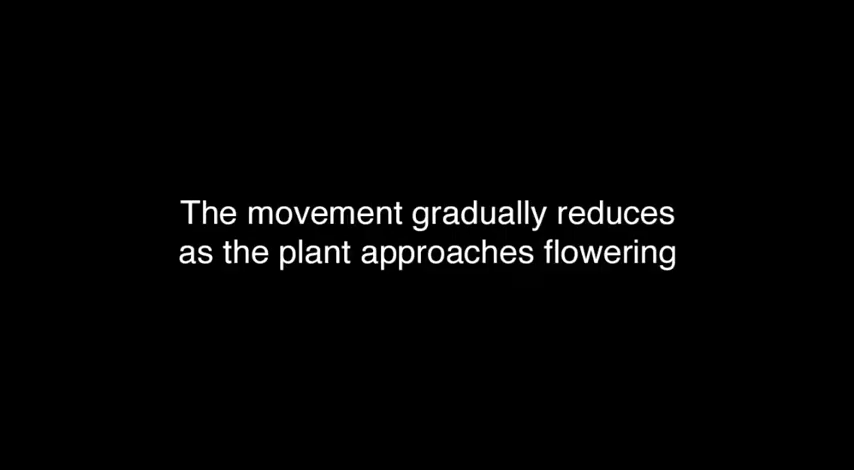 The movement gradually reduces
as the plant approaches flowering